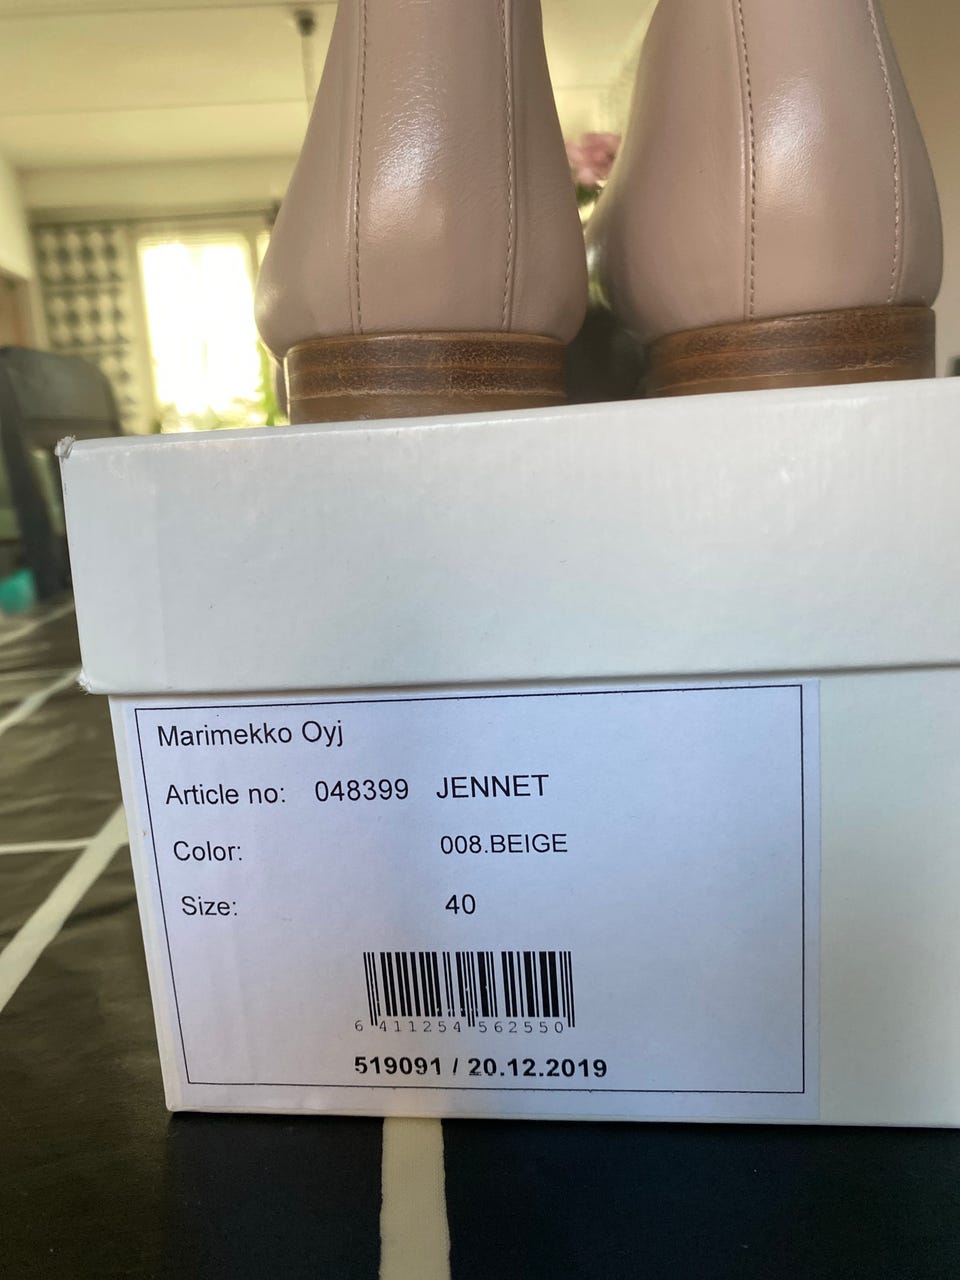 Marimekko Oyj
Article no: 048399 JENNET
Color: 008.BEIGE
Size: 40
6 411254 562550
519091 / 20.12.2019